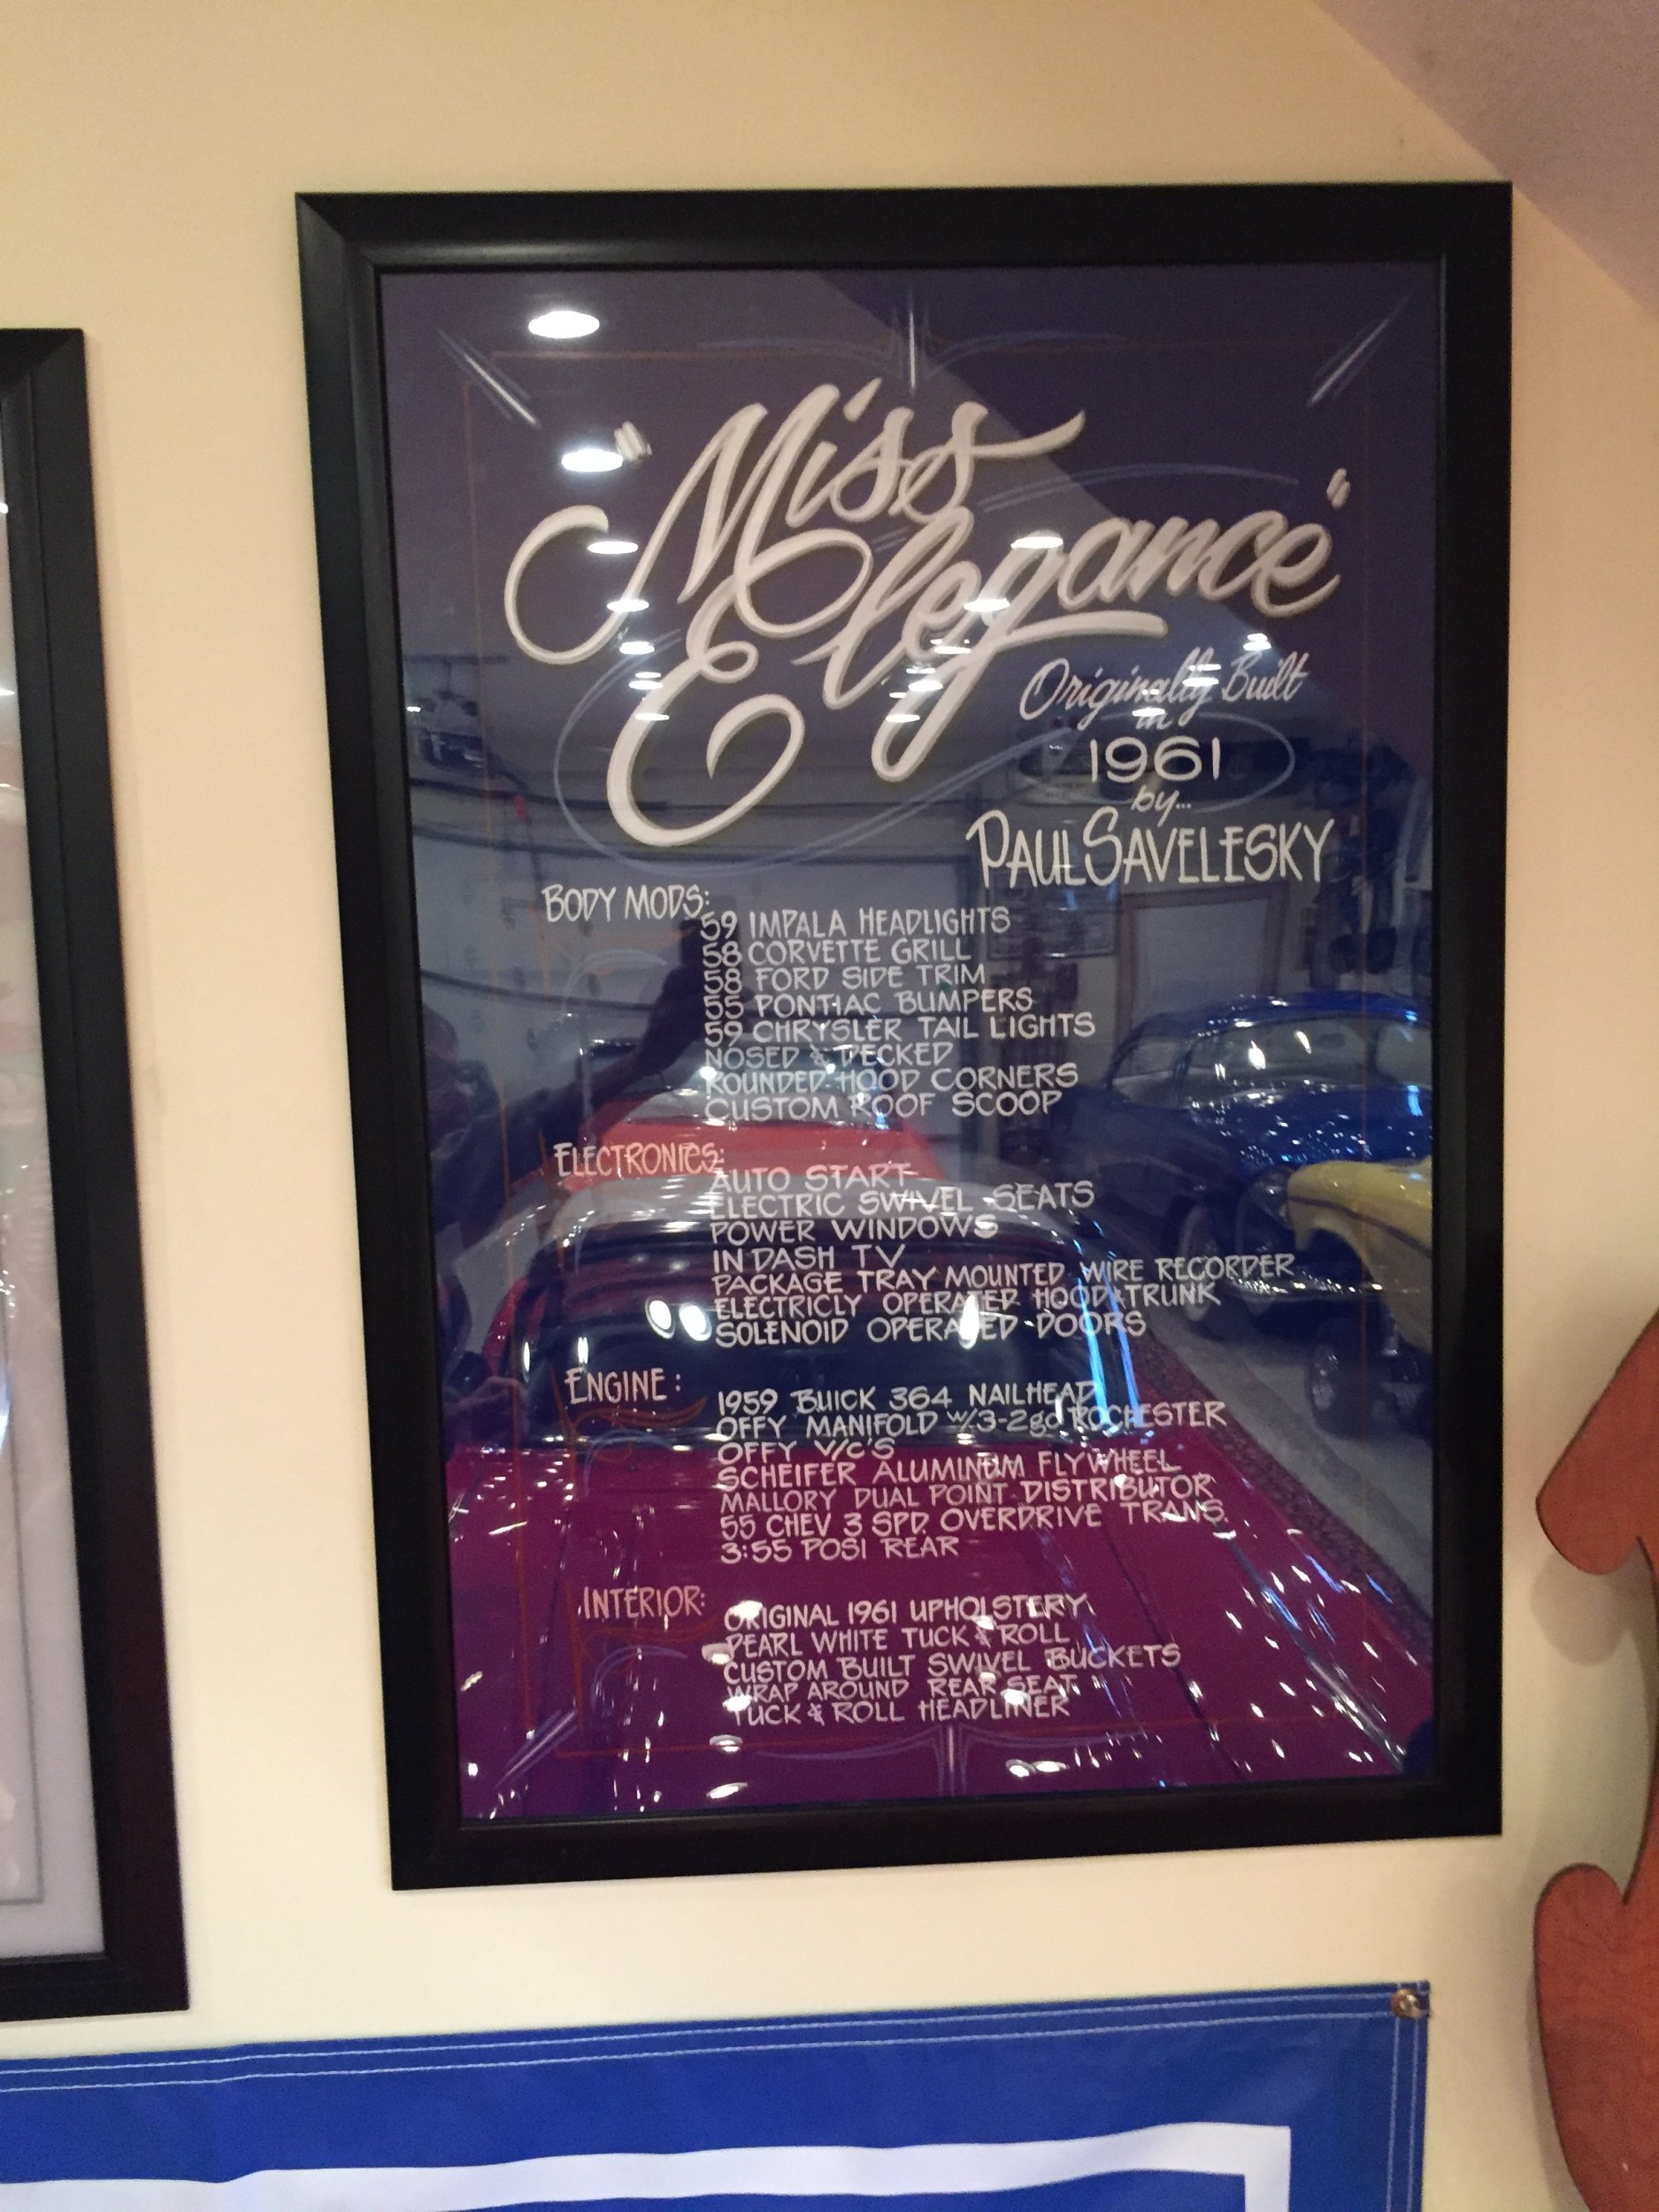 "Miss
Elegance"
Originally Built
in
1961
by...
PAUL SAVELESKY
BODY MODS:
59 IMPALA HEADLIGHTS
58 CORVETTE GRILL
58 FORD SIDE TRIM
55 PONTIAC BUMPERS
59 CHRYSLER TAIL LIGHTS
NOSED & DECKED
ROUNDED HOOD CORNERS
CUSTOM ROOF SCOOP
ELECTRONICS:
AUTO START
ELECTRIC SWIVEL SEATS
POWER WINDOWS
IN DASH TV
PACKAGE TRAY MOUNTED WIRE RECORDER
ELECTRICLY OPERATED HOOD & TRUNK
SOLENOID OPERATED DOORS
ENGINE:
1959 BUICK 364 NAILHEAD
OFFY MANIFOLD w/3-2gc ROCHESTER
OFFY V/C'S
SCHEIFER ALUMINUM FLYWHEEL
MALLORY DUAL POINT DISTRIBUTOR
55 CHEV 3 SPD. OVERDRIVE TRANS.
3:55 POSI REAR
INTERIOR:
ORIGINAL 1961 UPHOLSTERY
PEARL WHITE TUCK & ROLL
CUSTOM BUILT SWIVEL BUCKETS
WRAP AROUND REAR SEAT
TUCK & ROLL HEADLINER